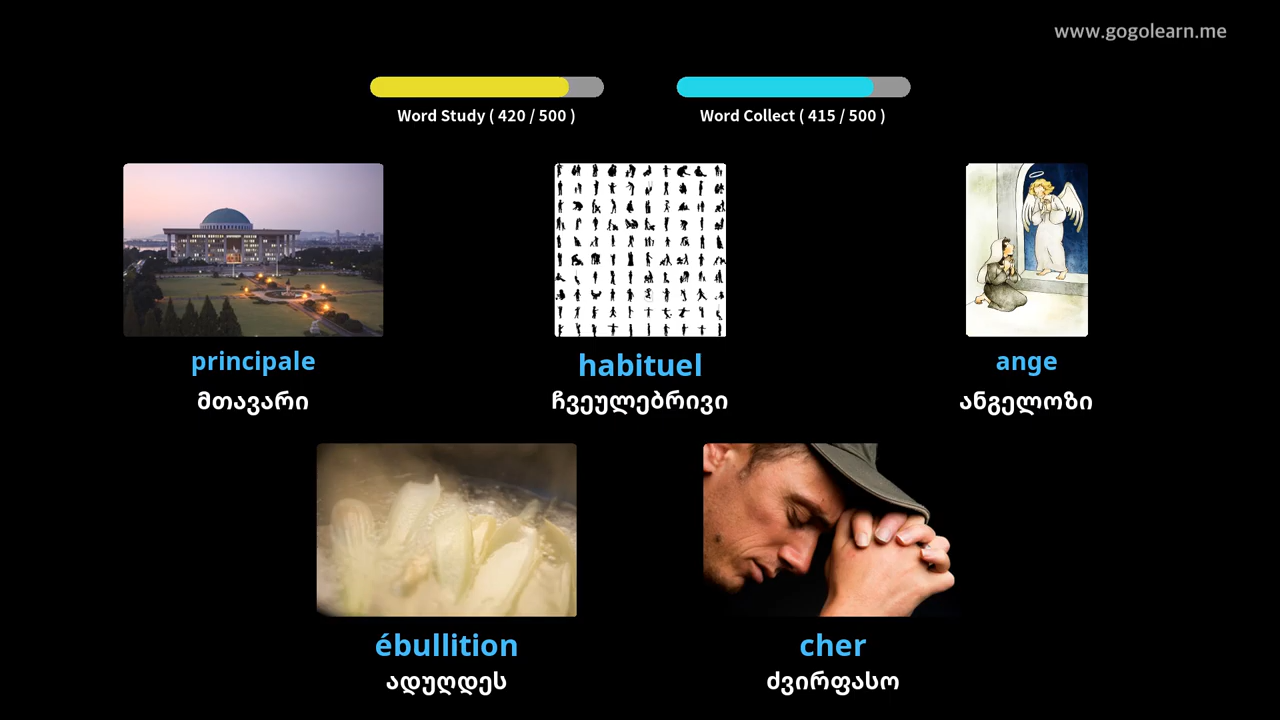 www.gogolearn.me
Word Study ( 420 / 500 )
Word Collect ( 415 / 500 )
principale
habituel
ange
მთავარი
ჩვეულებრივი
ანგელოზი
ébullition
cher
ადუღდეს
ძვირფასო